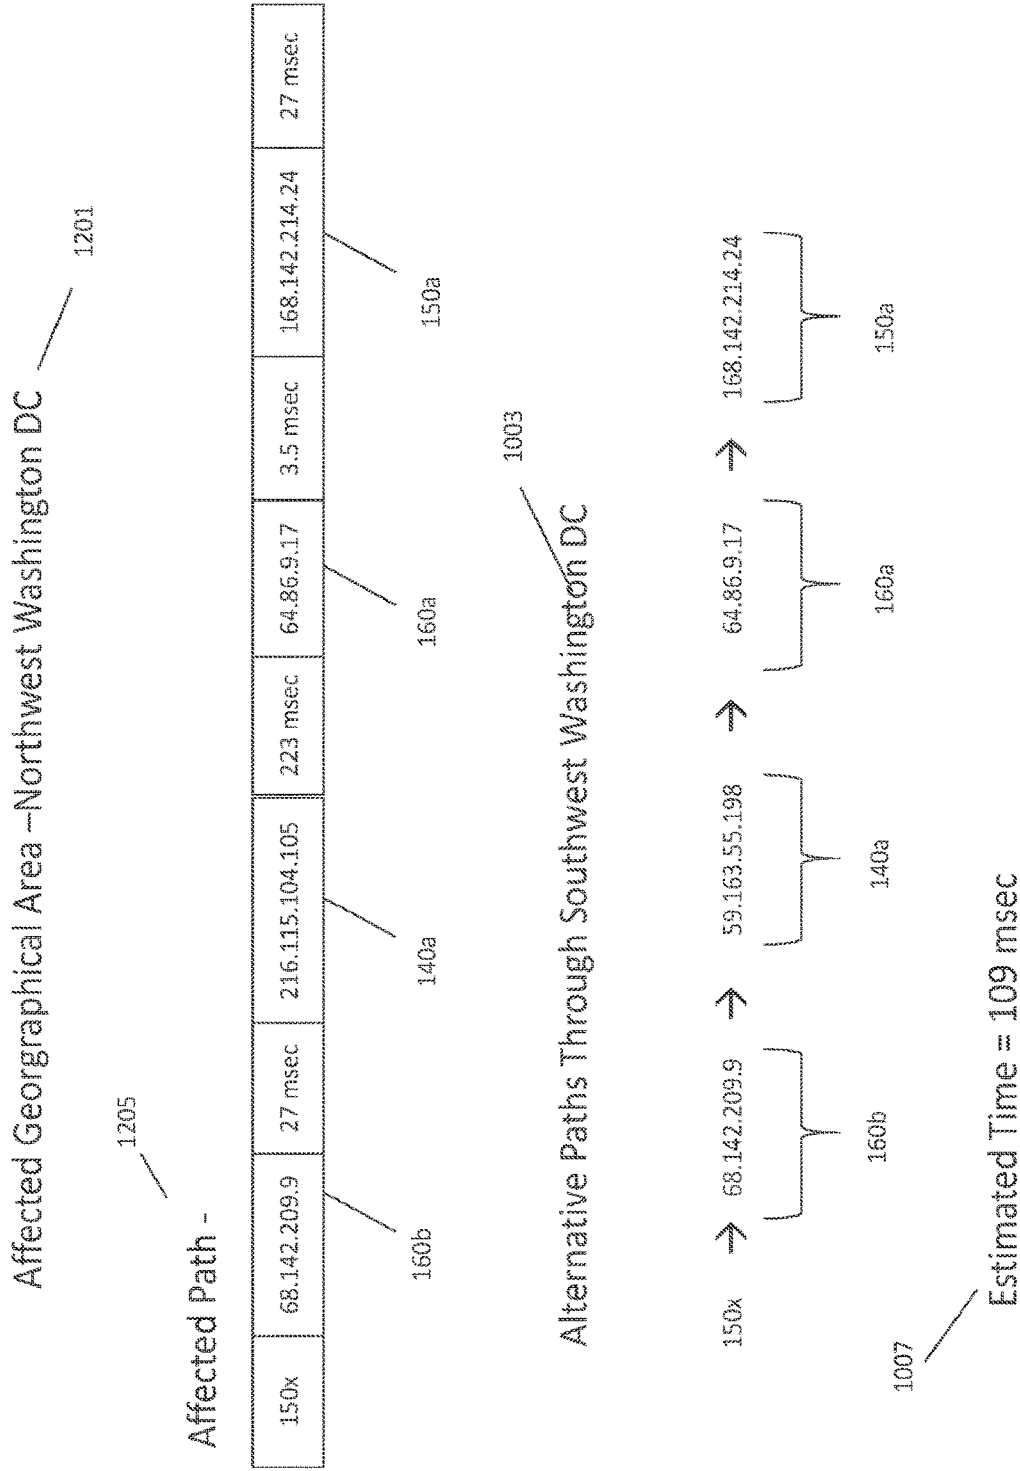 Affected Georgraphical Area –Northwest Washington DC
1201
1205
Affected Path -
150x 68.142.209.9 27 msec 216.115.104.105 223 msec 64.86.9.17 3.5 msec 168.142.214.24 27 msec
160b 140a 160a 150a
1003
Alternative Paths Through Southwest Washington DC
150x → 68.142.209.9 → 59.163.55.198 → 64.86.9.17 → 168.142.214.24
160b 140a 160a 150a
1007
Estimated Time = 109 msec